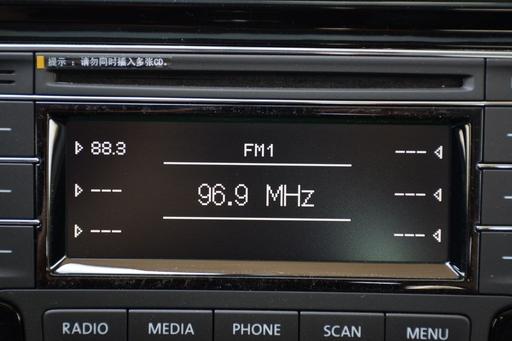 提示：请勿同时插入多张CD。
88.3 FM1 ---
--- 96.9 MHz ---
--- ---
RADIO MEDIA PHONE SCAN MENU